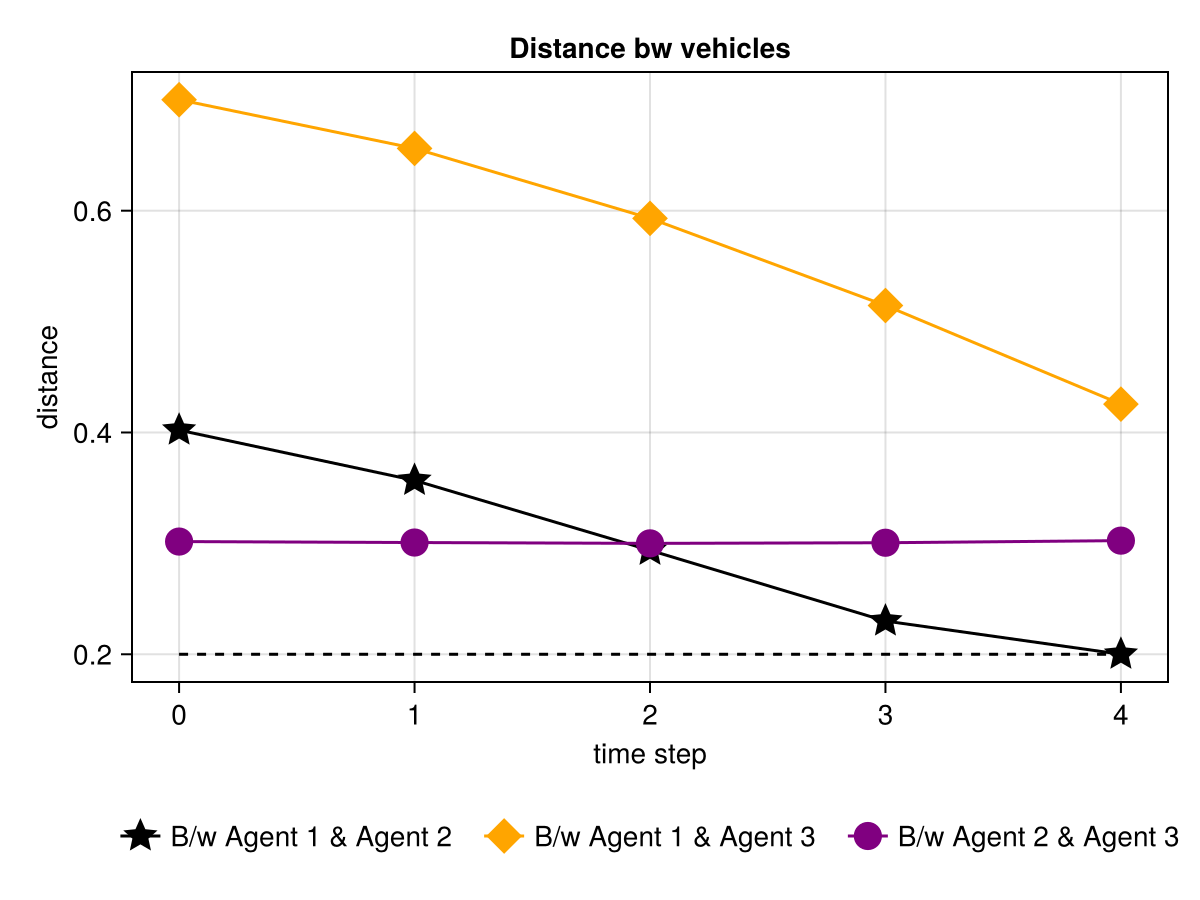 Distance bw vehicles
distance
0.6
0.4
0.2
0 1 2 3 4
time step
B/w Agent 1 & Agent 2 B/w Agent 1 & Agent 3 B/w Agent 2 & Agent 3